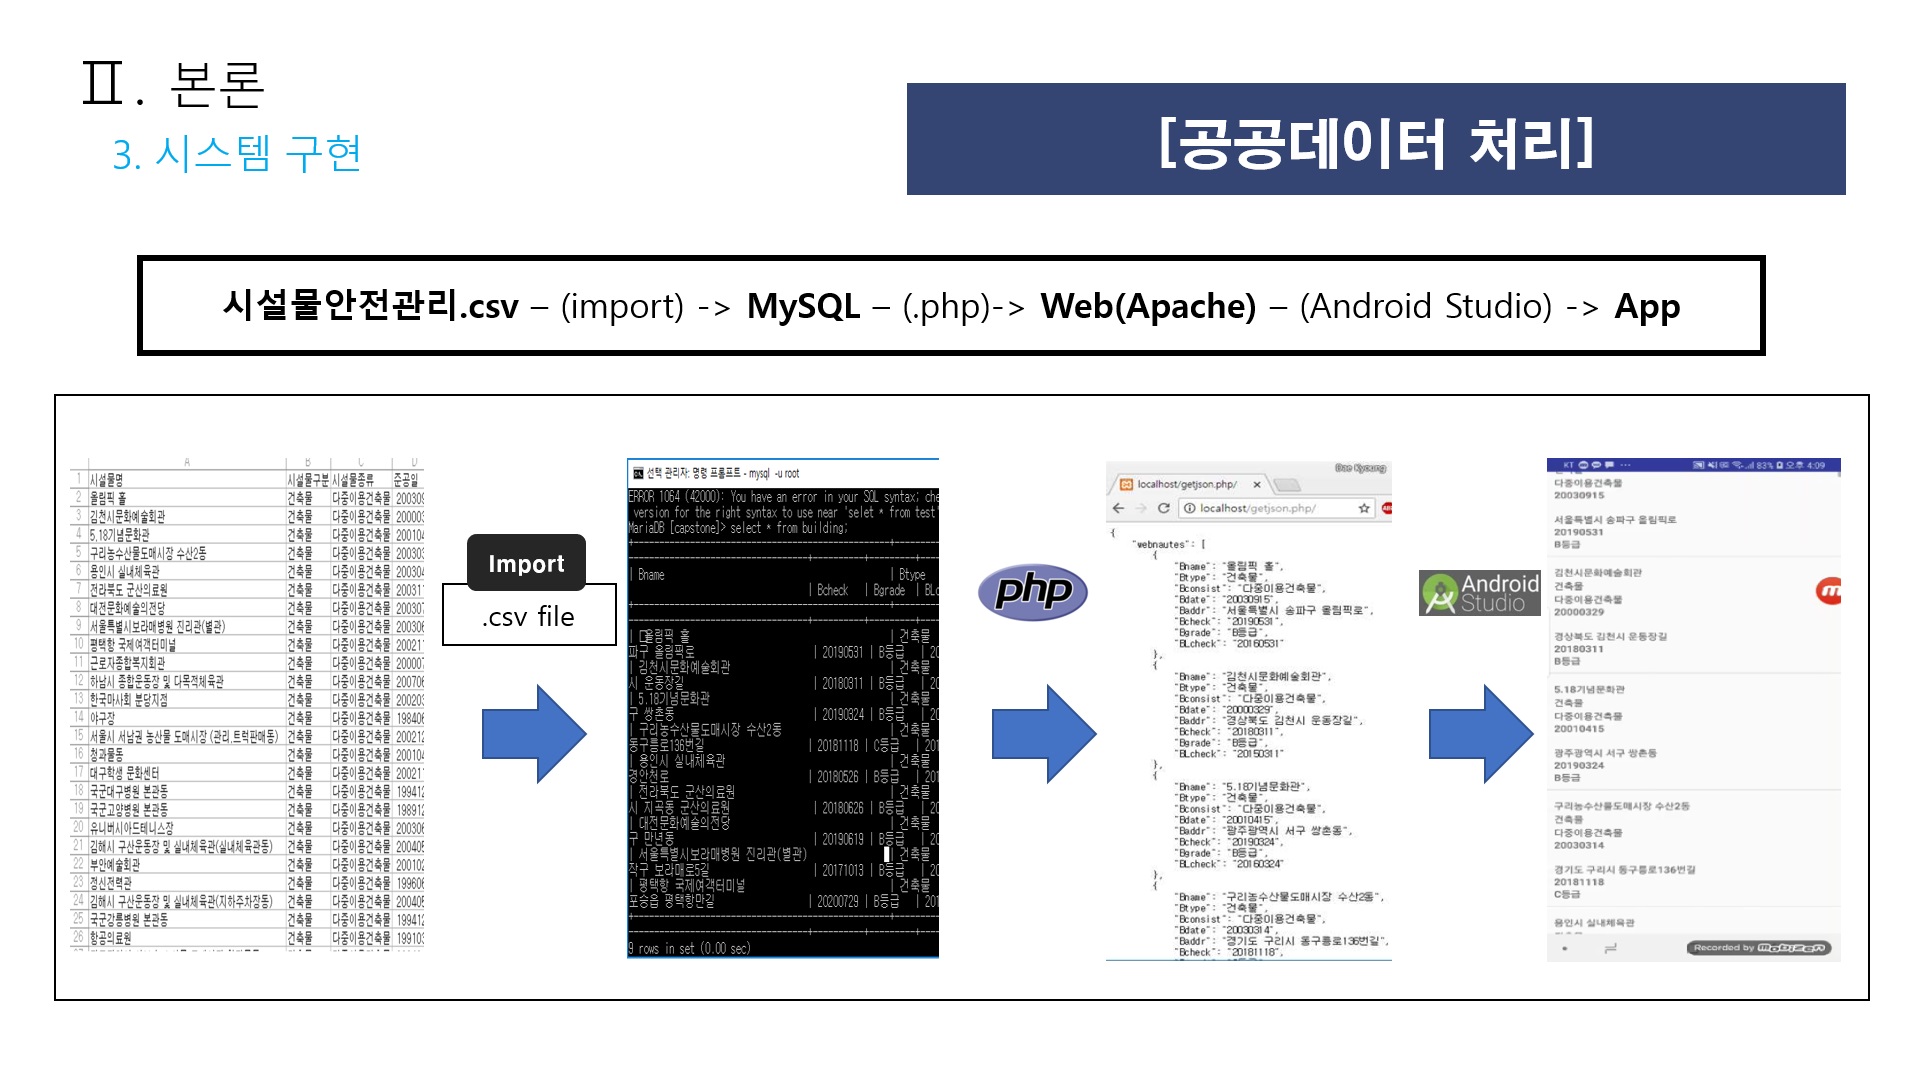 Ⅱ. 본론
3. 시스템 구현
[공공데이터 처리]
시설물안전관리.csv – (import) -> MySQL – (.php)-> Web(Apache) – (Android Studio) -> App
A B C D
1 시설물명 시설물구분 시설물종류 준공일
2 올림픽 홀 건축물 다중이용건축물 200309
3 김천시문화예술회관 건축물 다중이용건축물 200003
4 5.18기념문화관 건축물 다중이용건축물 200104
5 구리농수산물도매시장 수산2동 건축물 다중이용건축물 200303
6 용인시 실내체육관 건축물 다중이용건축물 200304
7 전라북도 군산의료원 건축물 다중이용건축물 200311
8 대전문화예술의전당 건축물 다중이용건축물 200307
9 서울특별시보라매병원 진리관(별관) 건축물 다중이용건축물 200306
10 평택항 국제여객터미널 건축물 다중이용건축물 200211
11 근로자종합복지회관 건축물 다중이용건축물 200007
12 하남시 종합운동장 및 다목적체육관 건축물 다중이용건축물 200706
13 한국마사회 분당지점 건축물 다중이용건축물 200203
14 야구장 건축물 다중이용건축물 198406
15 서울시 서남권 농산물 도매시장 (관리,트럭판매동) 건축물 다중이용건축물 200212
16 청과물동 건축물 다중이용건축물 200104
17 대구학생 문화센터 건축물 다중이용건축물 200211
18 국군대구병원 본관동 건축물 다중이용건축물 199412
19 국군고양병원 본관동 건축물 다중이용건축물 198912
20 유니버시아드테니스장 건축물 다중이용건축물 200306
21 김해시 구산운동장 및 실내체육관(실내체육관동) 건축물 다중이용건축물 200405
22 부안예술회관 건축물 다중이용건축물 200102
23 정신전력관 건축물 다중이용건축물 199606
24 김해시 구산운동장 및 실내체육관(지하주차장동) 건축물 다중이용건축물 200405
25 국군강릉병원 본관동 건축물 다중이용건축물 199412
26 항공의료원 건축물 다중이용건축물 199103
Import
.csv file
선택 관리자: 명령 프롬프트 - mysql -u root
ERROR 1064 (42000): You have an error in your SQL syntax; che
version for the right syntax to use near 'selet * from test'
MariaDB [capstone]> select * from building;
| Bname | Btype
| Bcheck | Bgrade | BLc
| 올림픽 홀 | 건축물
파구 올림픽로 | 20190531 | B등급 | 20
| 김천시문화예술회관 | 건축물
시 운동장길 | 20180311 | B등급 | 20
| 5.18기념문화관 | 건축물
구 쌍촌동 | 20190324 | B등급 | 20
| 구리농수산물도매시장 수산2동 | 건축물
동구릉로136번길 | 20181118 | C등급 | 201
| 용인시 실내체육관 | 건축물
경안천로 | 20180526 | B등급 | 201
| 전라북도 군산의료원 | 건축물
시 지곡동 군산의료원 | 20180626 | B등급 | 20
| 대전문화예술의전당 | 건축물
구 만년동 | 20190619 | B등급 | 20
| 서울특별시보라매병원 진리관(별관) | 건축물
작구 보라매로5길 | 20171013 | B등급 | 20
| 평택항 국제여객터미널 | 건축물
포승읍 평택항만길 | 20200729 | B등급 | 20
9 rows in set (0.00 sec)
php
Dae Kyoung
localhost/getjson.php/
localhost/getjson.php/
{
"webnautes": [
{
"Bname": "올림픽 홀",
"Btype": "건축물",
"Bconsist": "다중이용건축물",
"Bdate": "20030915",
"Baddr": "서울특별시 송파구 올림픽로",
"Bcheck": "20190531",
"Bgrade": "B등급",
"BLcheck": "20160531"
},
{
"Bname": "김천시문화예술회관",
"Btype": "건축물",
"Bconsist": "다중이용건축물",
"Bdate": "20000329",
"Baddr": "경상북도 김천시 운동장길",
"Bcheck": "20180311",
"Bgrade": "B등급",
"BLcheck": "20150311"
},
{
"Bname": "5.18기념문화관",
"Btype": "건축물",
"Bconsist": "다중이용건축물",
"Bdate": "20010415",
"Baddr": "광주광역시 서구 쌍촌동",
"Bcheck": "20190324",
"Bgrade": "B등급",
"BLcheck": "20160324"
},
{
"Bname": "구리농수산물도매시장 수산2동",
"Btype": "건축물",
"Bconsist": "다중이용건축물",
"Bdate": "20030314",
"Baddr": "경기도 구리시 동구릉로136번길",
"Bcheck": "20181118",
Android
Studio
KT 83% 오후 4:09
다중이용건축물
20030915
서울특별시 송파구 올림픽로
20190531
B등급
김천시문화예술회관
건축물
다중이용건축물
20000329
경상북도 김천시 운동장길
20180311
B등급
5.18기념문화관
건축물
다중이용건축물
20010415
광주광역시 서구 쌍촌동
20190324
B등급
구리농수산물도매시장 수산2동
건축물
다중이용건축물
20030314
경기도 구리시 동구릉로136번길
20181118
C등급
용인시 실내체육관
Recorded by mobizen